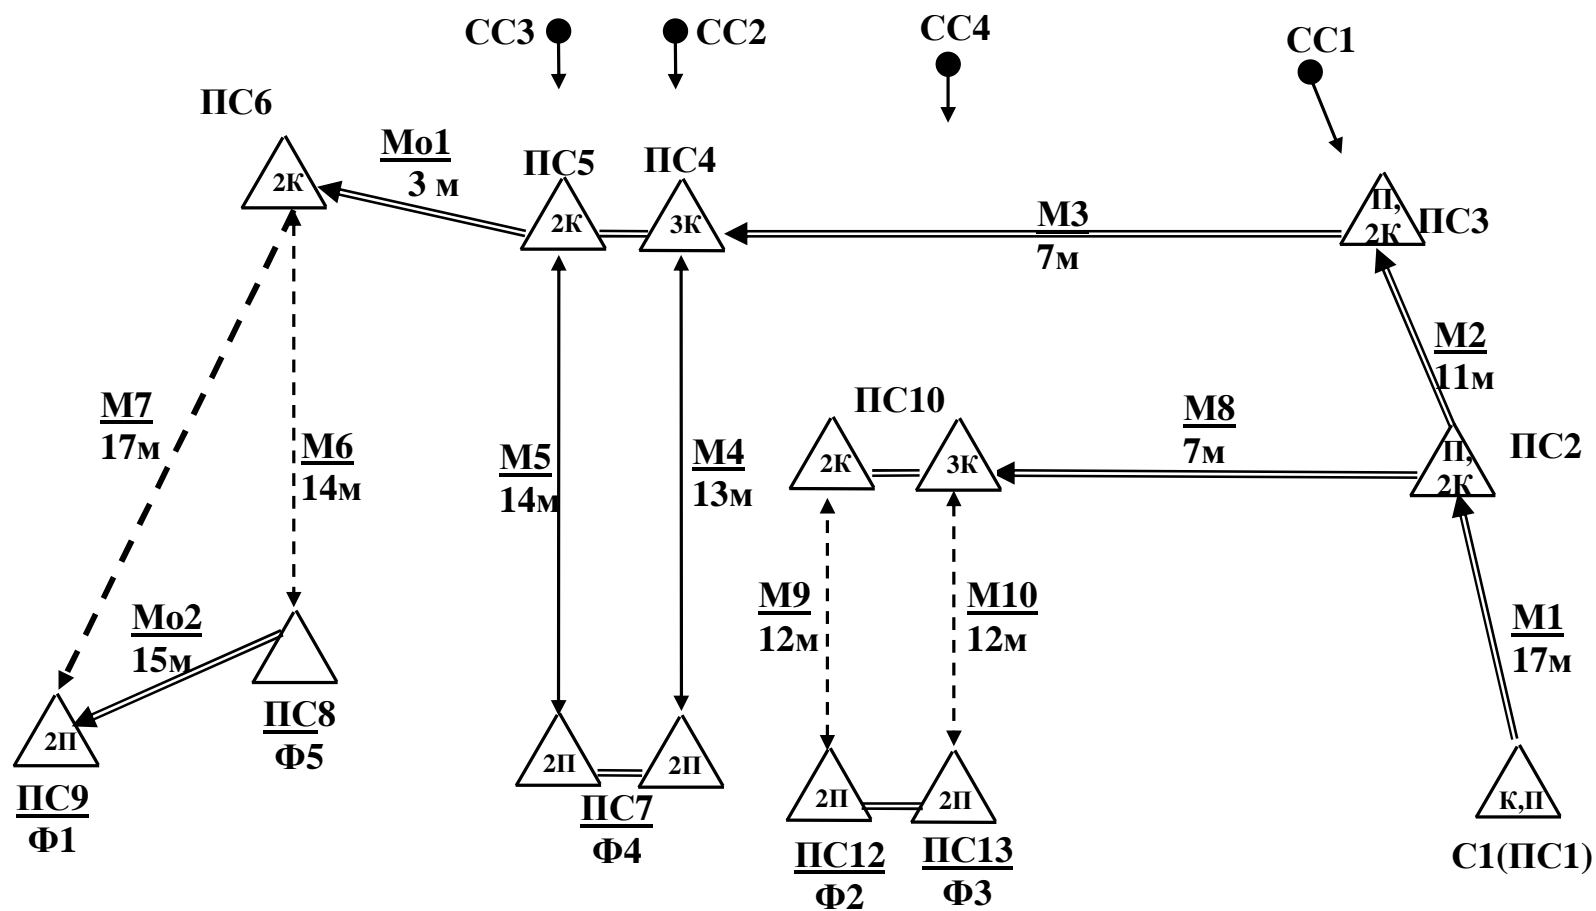 СС3
СС2
СС4
СС1
ПС6
Мо1
3 м
ПС5
ПС4
2К
2К
3К
М3
7м
П,
2К
ПС3
М2
11м
М7
17м
М6
14м
М5
14м
М4
13м
ПС10
2К
3К
М8
7м
П,
2К
ПС2
Мо2
15м
М9
12м
М10
12м
М1
17м
2П
ПС9
Ф1
ПС8
Ф5
2П
2П
ПС7
Ф4
2П
2П
ПС12
Ф2
ПС13
Ф3
К,П
С1(ПС1)